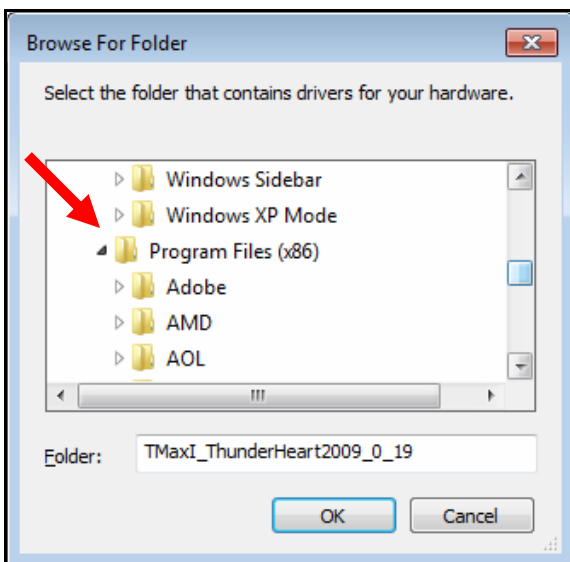 Browse For Folder
Select the folder that contains drivers for your hardware.
Windows Sidebar
Windows XP Mode
Program Files (x86)
Adobe
AMD
AOL
Folder: TMaxI_ThunderHeart2009_0_19
OK Cancel